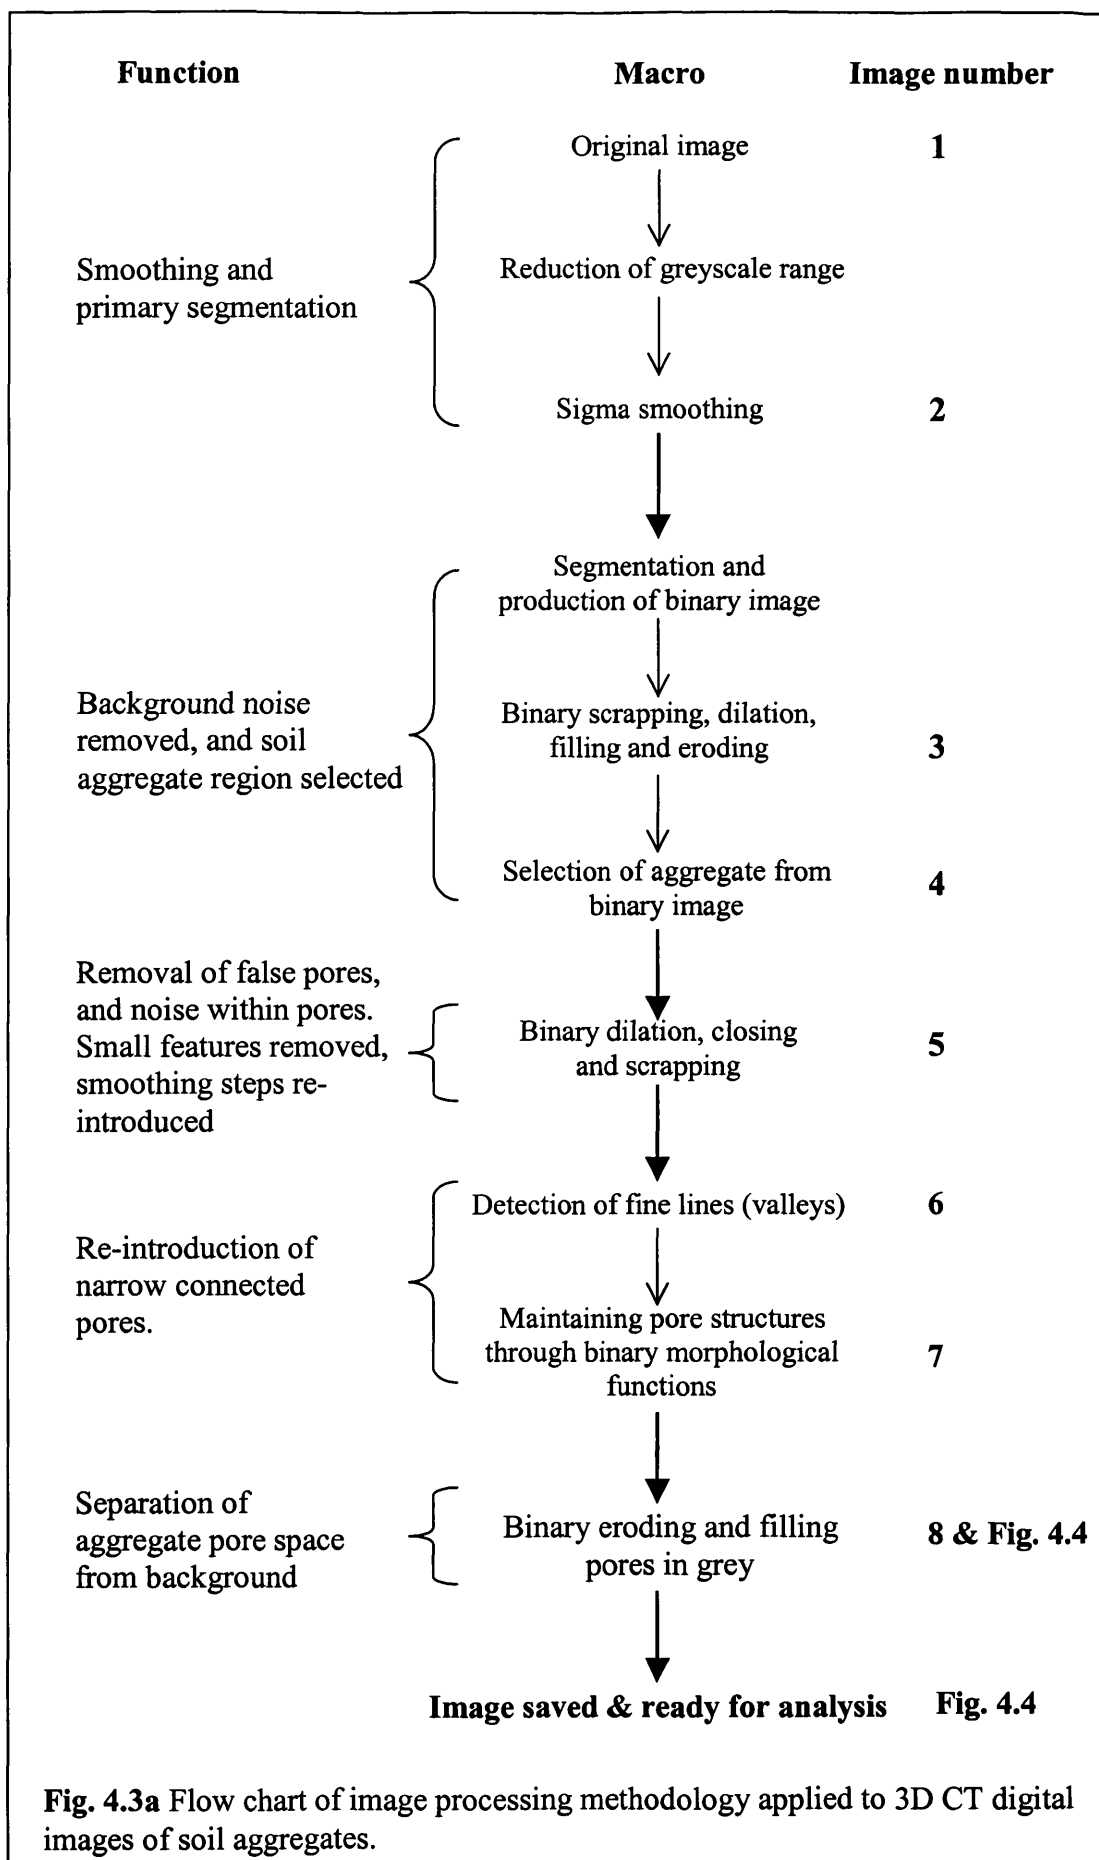 Function Macro Image number
Original image 1
Reduction of greyscale range
Smoothing and
primary segmentation
Sigma smoothing 2
Segmentation and
production of binary image
Background noise
removed, and soil
aggregate region selected
Binary scrapping, dilation,
filling and eroding 3
Selection of aggregate from
binary image 4
Removal of false pores,
and noise within pores.
Small features removed,
smoothing steps re-
introduced
Binary dilation, closing
and scrapping 5
Detection of fine lines (valleys) 6
Re-introduction of
narrow connected
pores.
Maintaining pore structures
through binary morphological
functions 7
Separation of
aggregate pore space
from background
Binary eroding and filling
pores in grey
8 & Fig. 4.4
Image saved & ready for analysis Fig. 4.4
Fig. 4.3a Flow chart of image processing methodology applied to 3D CT digital
images of soil aggregates.